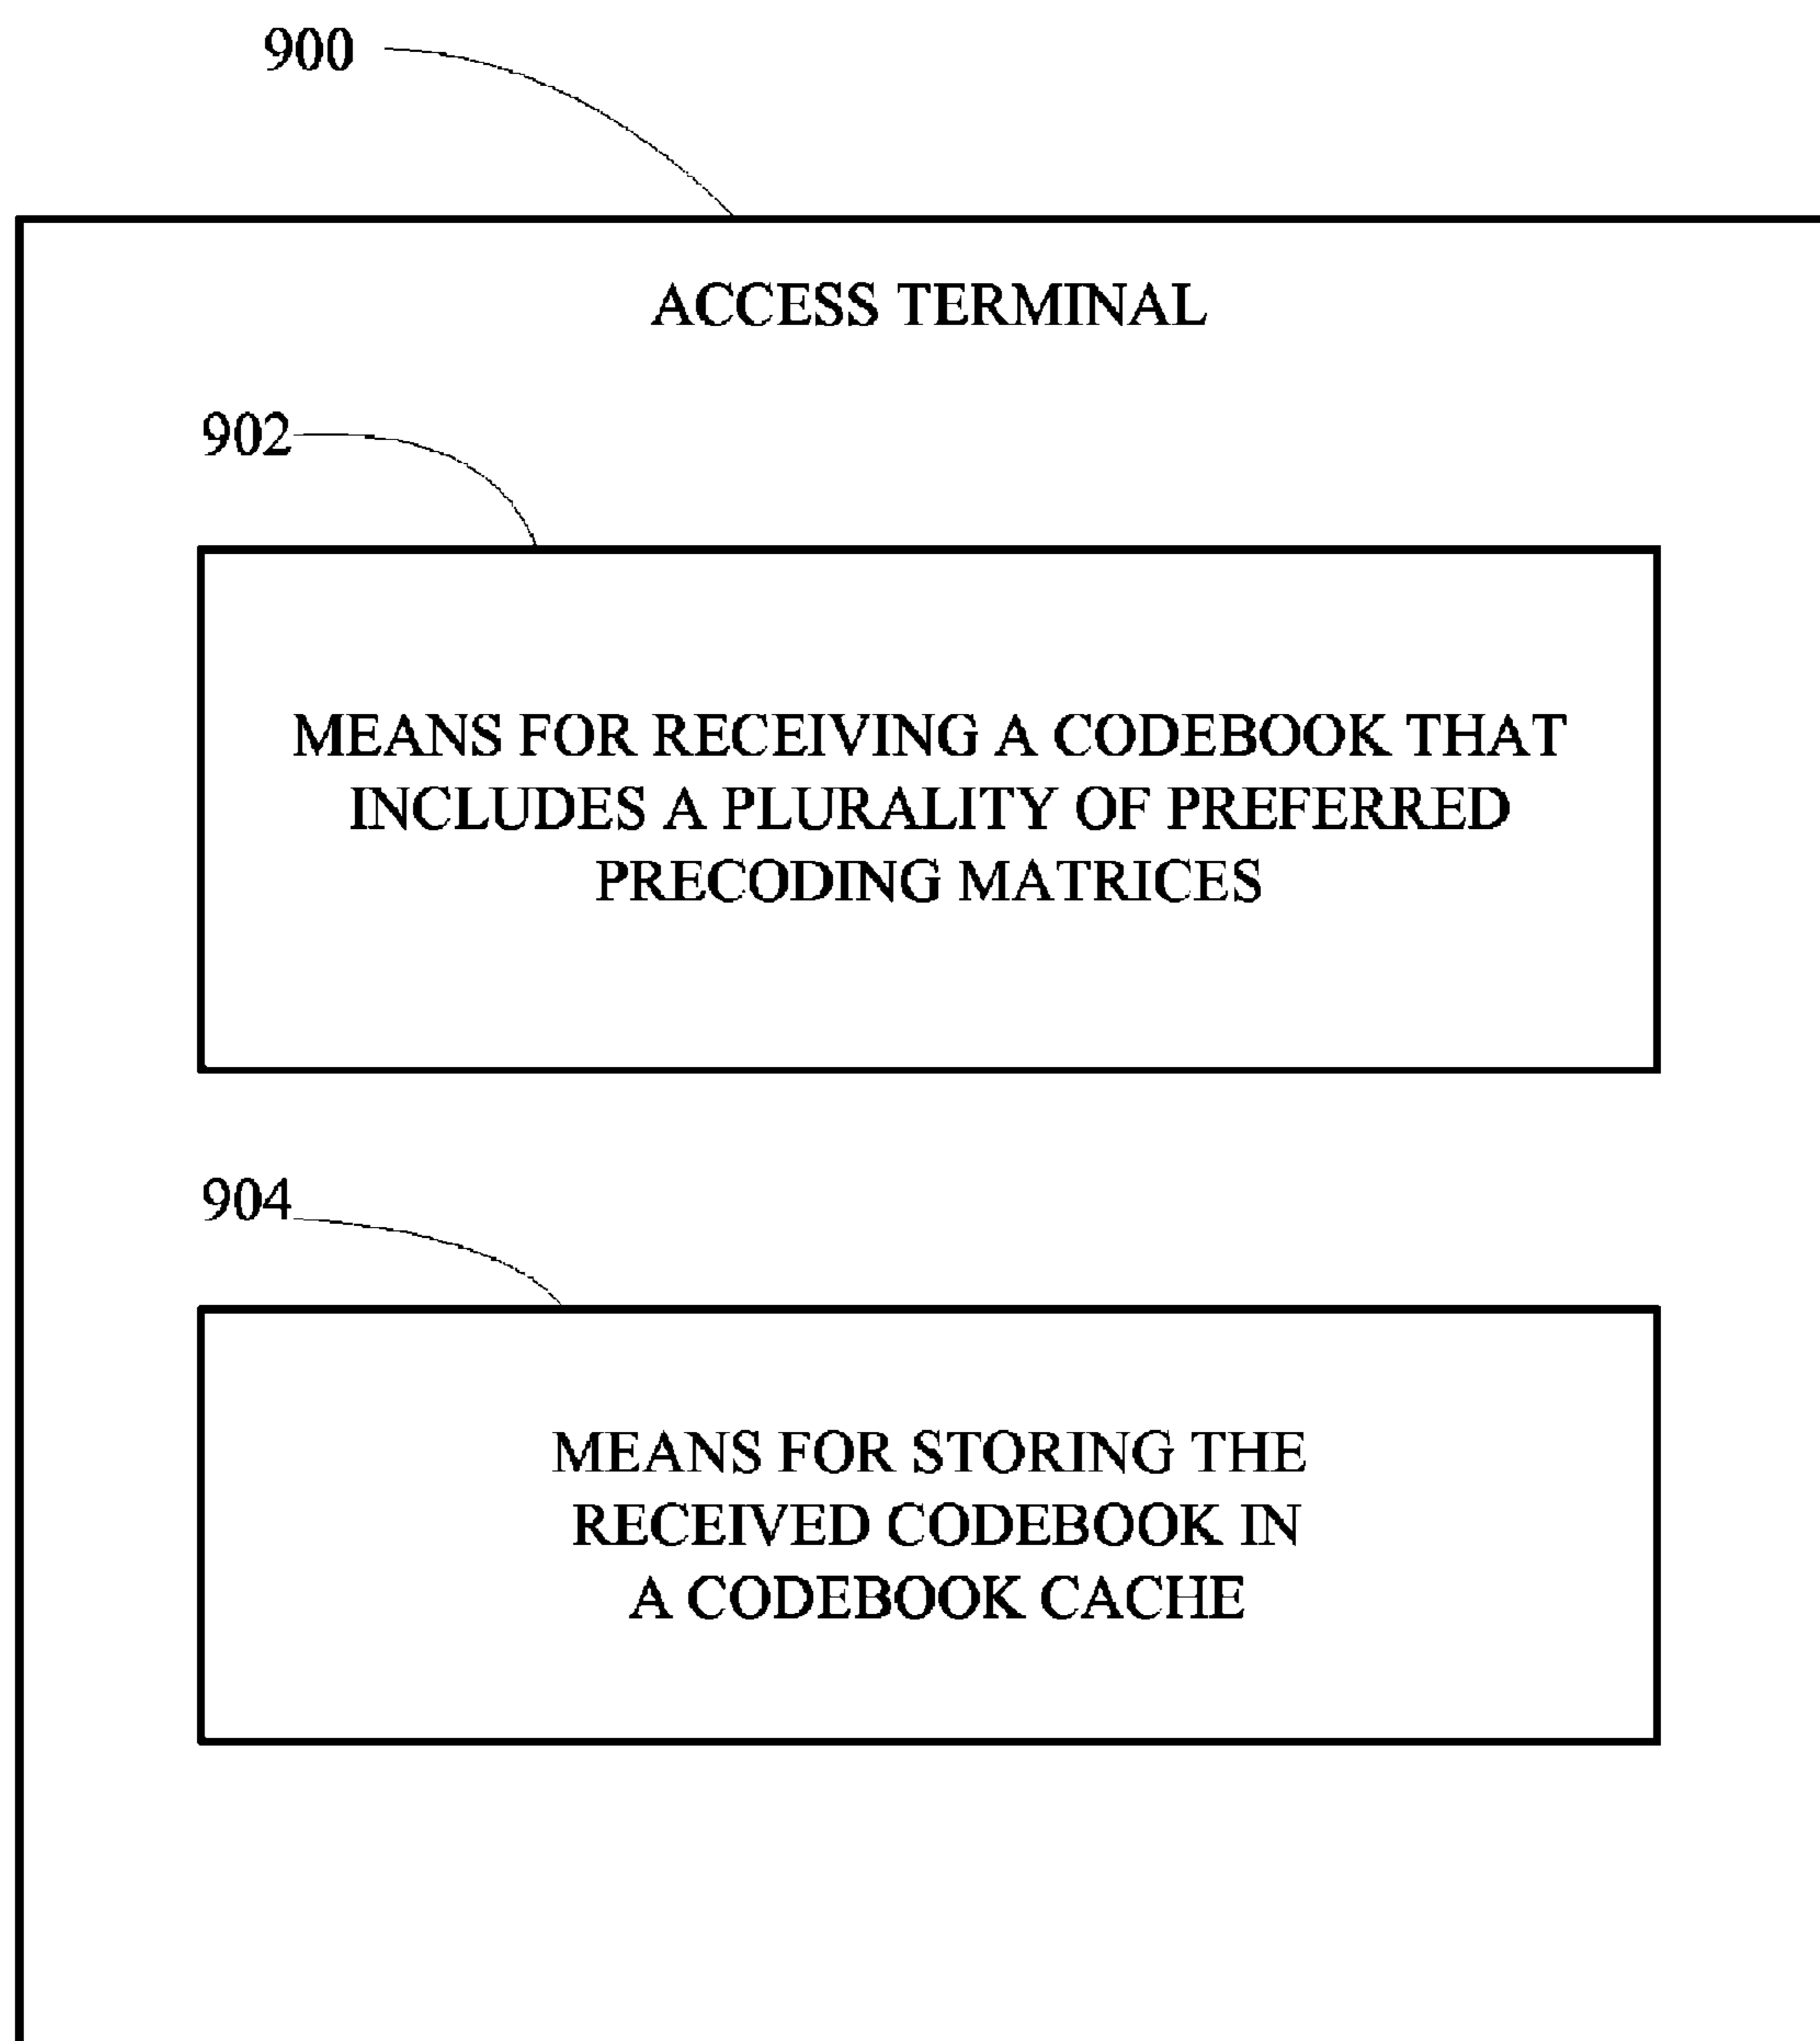 900
ACCESS TERMINAL
902
MEANS FOR RECEIVING A CODEBOOK THAT
INCLUDES A PLURALITY OF PREFERRED
PRECODING MATRICES
904
MEANS FOR STORING THE
RECEIVED CODEBOOK IN
A CODEBOOK CACHE